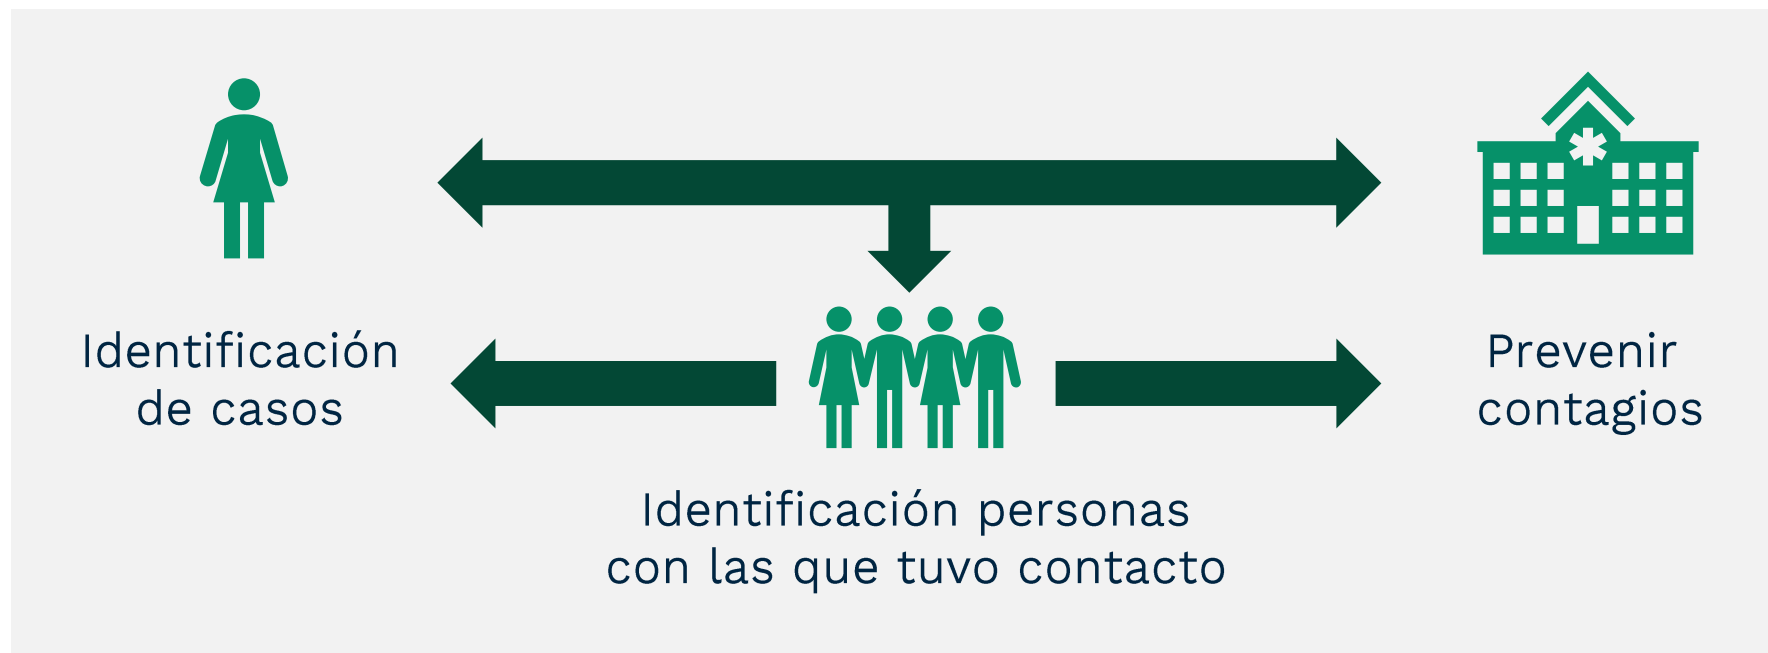 Identificación
de casos
Prevenir
contagios
Identificación personas
con las que tuvo contacto